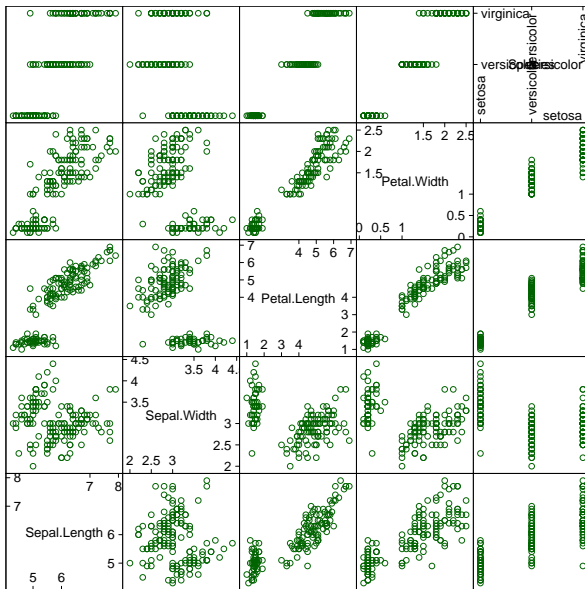 virginica
versicolor
setosa
Species
setosa
versicolor
virginica
2.5
2
1.5
Petal.Width
1.5 2 2.5
0 0.5 1
1
0.5
0
7
6
5
4
4 5 6 7
Petal.Length
1 2 3 4
4
3
2
1
4.5
4
3.5
3.5 4 4.
Sepal.Width
2 2.5 3
3.0
2.5
2
8
7
7 8
Sepal.Length
5 6
6
5